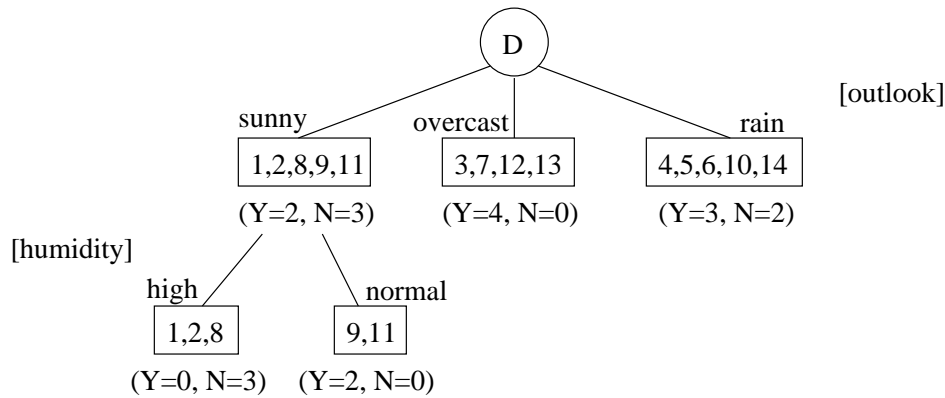 D
[outlook]
sunny
overcast
rain
1,2,8,9,11
3,7,12,13
4,5,6,10,14
(Y=2, N=3)
(Y=4, N=0)
(Y=3, N=2)
[humidity]
high
normal
1,2,8
9,11
(Y=0, N=3)
(Y=2, N=0)